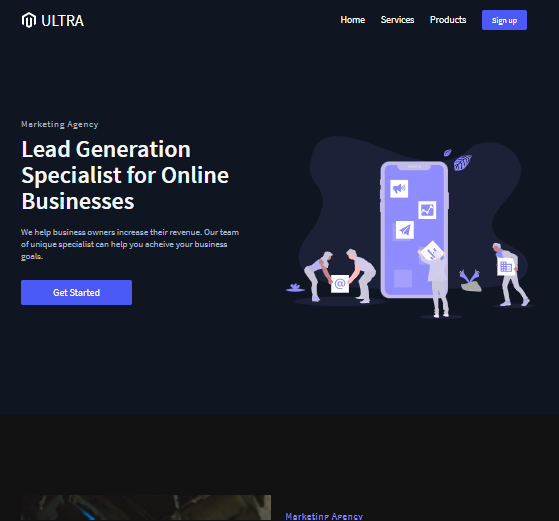 ULTRA
Home Services Products Sign up
Marketing Agency
Lead Generation
Specialist for Online
Businesses
We help business owners increase their revenue. Our team
of unique specialist can help you acheive your business
goals.
Get Started
@
Marketing Agency